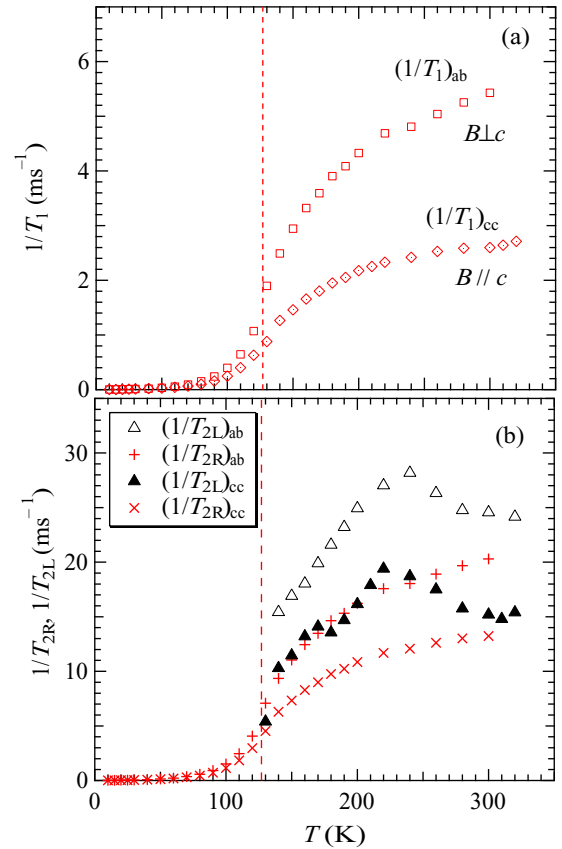 (a)
6
4
2
0
1/T₁ (ms⁻¹)
(1/T₁)ab
B⊥c
(1/T₁)cc
B // c
(b)
△ (1/T2L)ab
+ (1/T2R)ab
▲ (1/T2L)cc
× (1/T2R)cc
30
20
10
0
1/T2R, 1/T2L (ms⁻¹)
0 100 200 300
T (K)